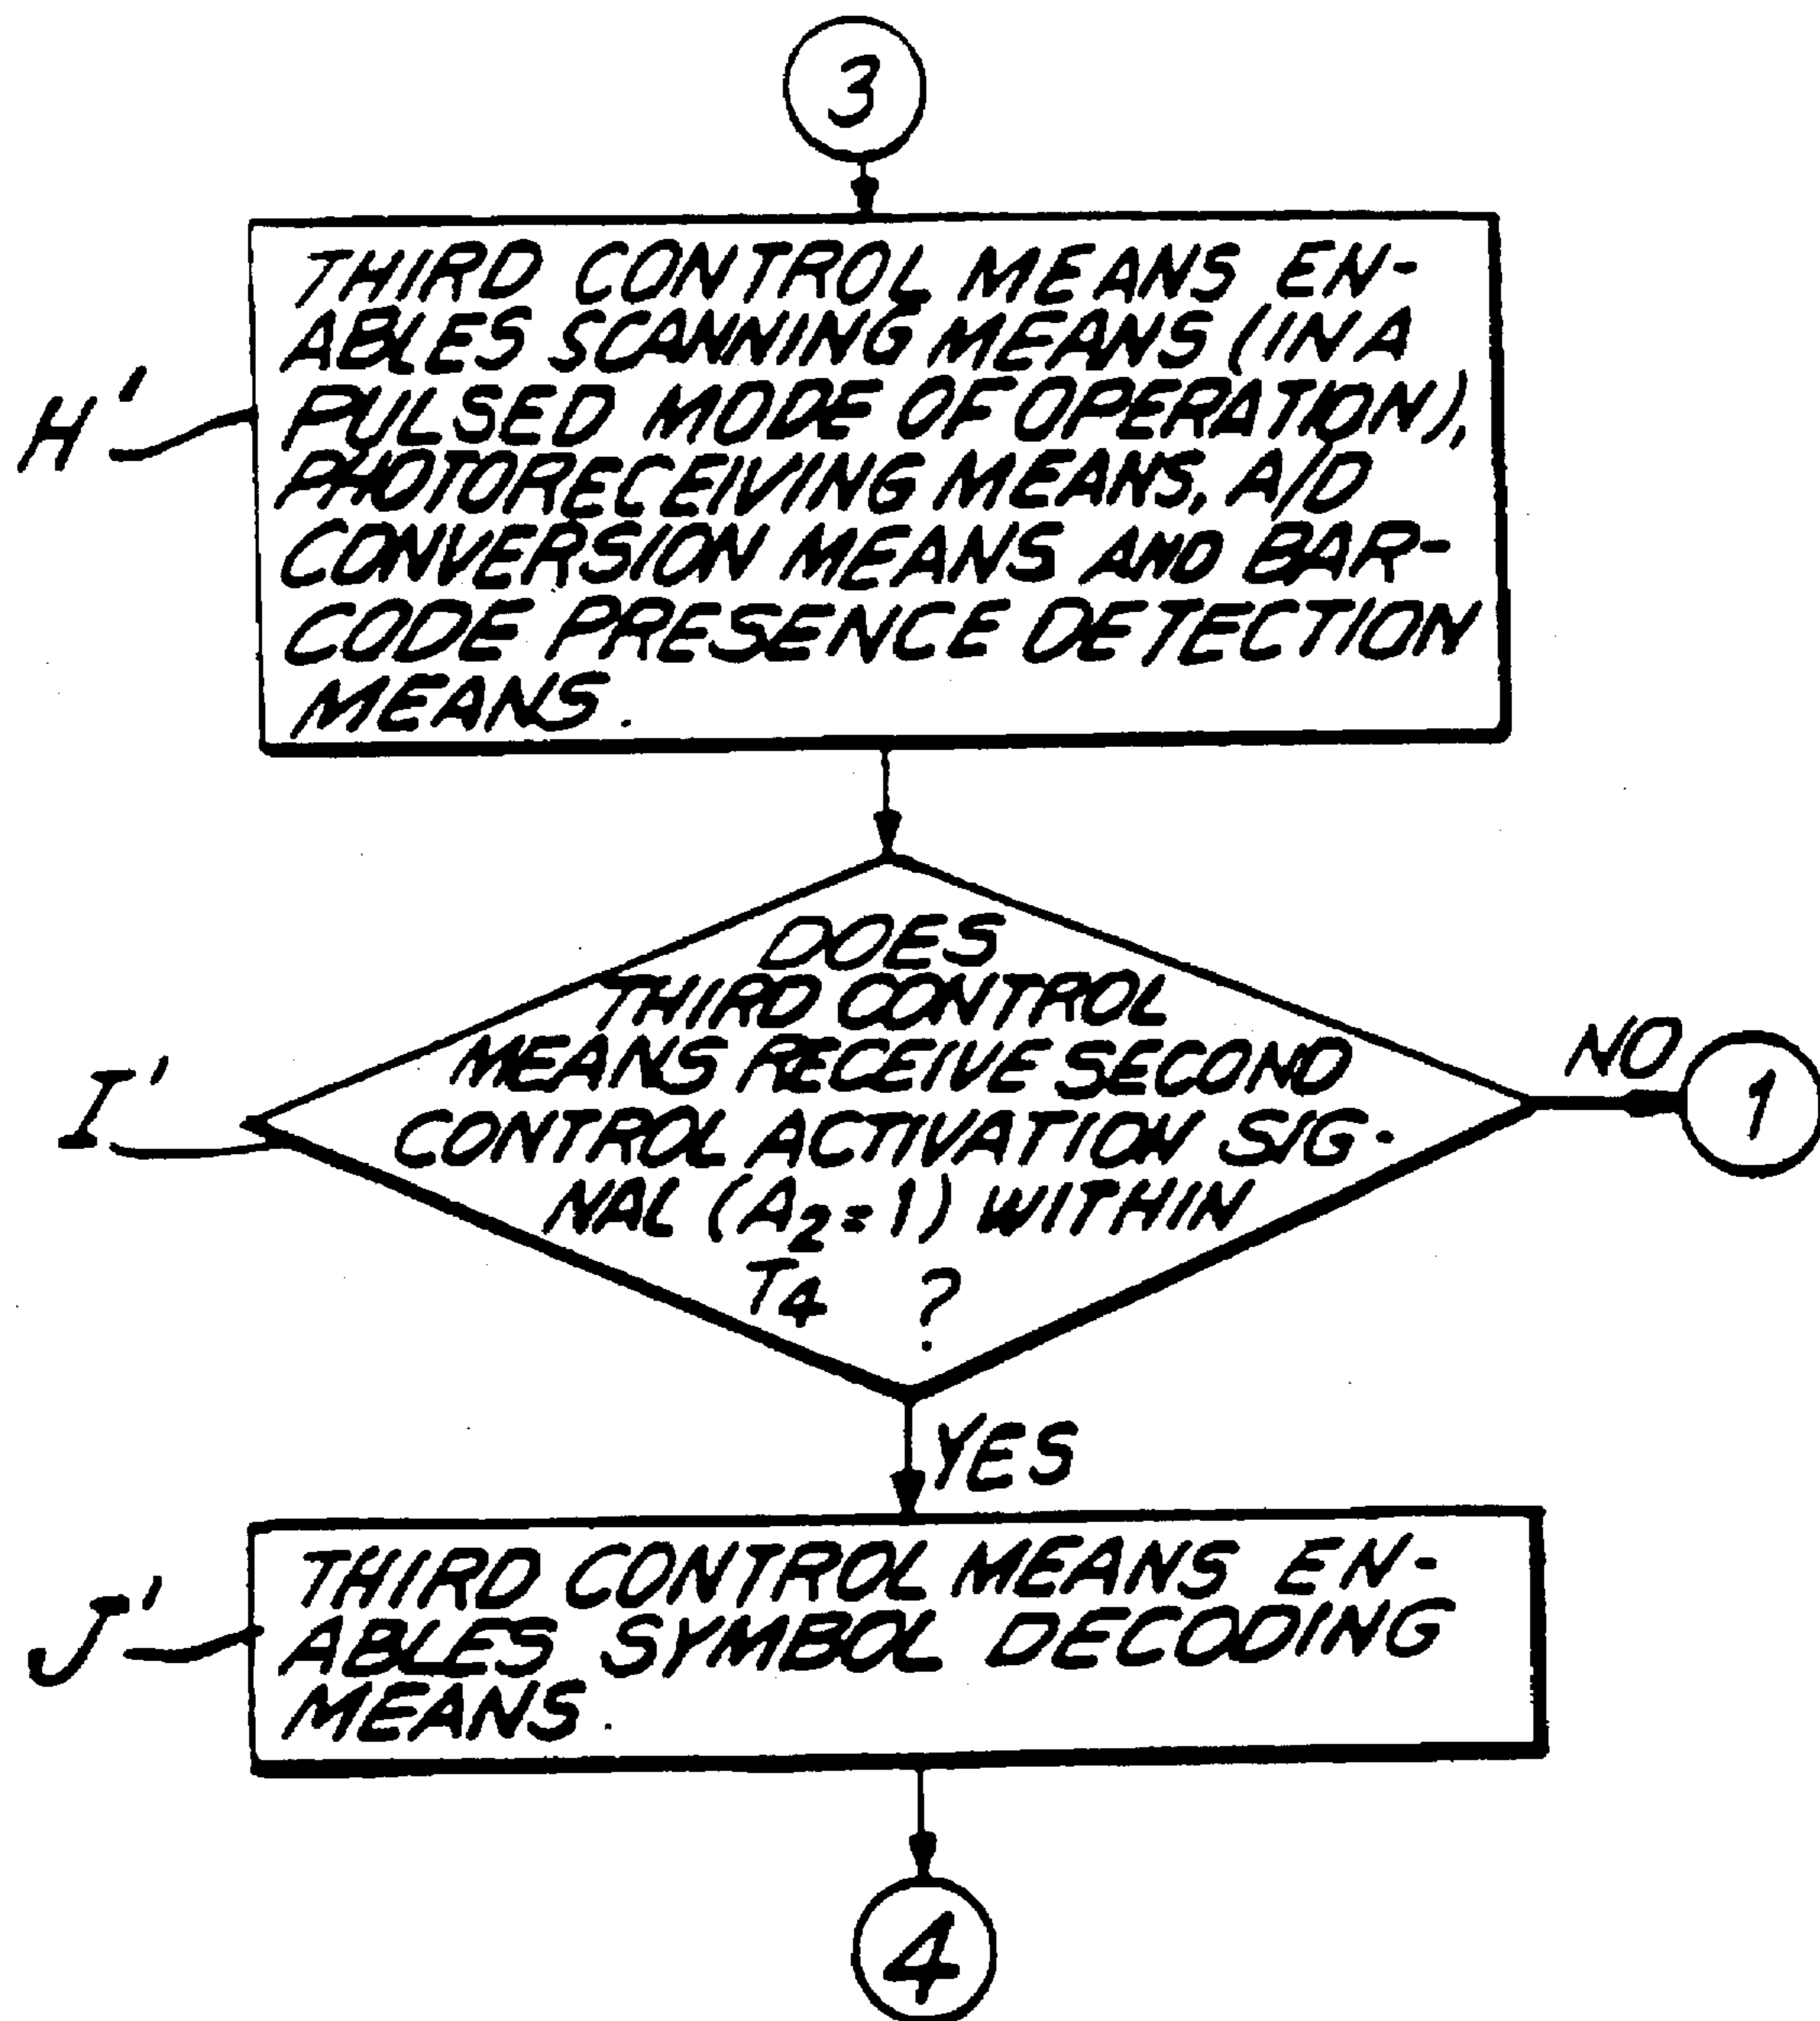 3
THIRD CONTROL MEANS EN-
ABLES SCANNING MEANS (IN A
PULSED MODE OF OPERATION),
PHOTORECEIVING MEANS, A/D
CONVERSION MEANS AND BAR-
CODE PRESENCE DETECTION
MEANS.
H'
DOES
THIRD CONTROL
MEANS RECEIVE SECOND
CONTROL ACTIVATION SIG-
NAL (A₂=1) WITHIN
T₄ ?
I'
NO
1
YES
THIRD CONTROL MEANS EN-
ABLES SYMBOL DECODING
MEANS.
J'
4